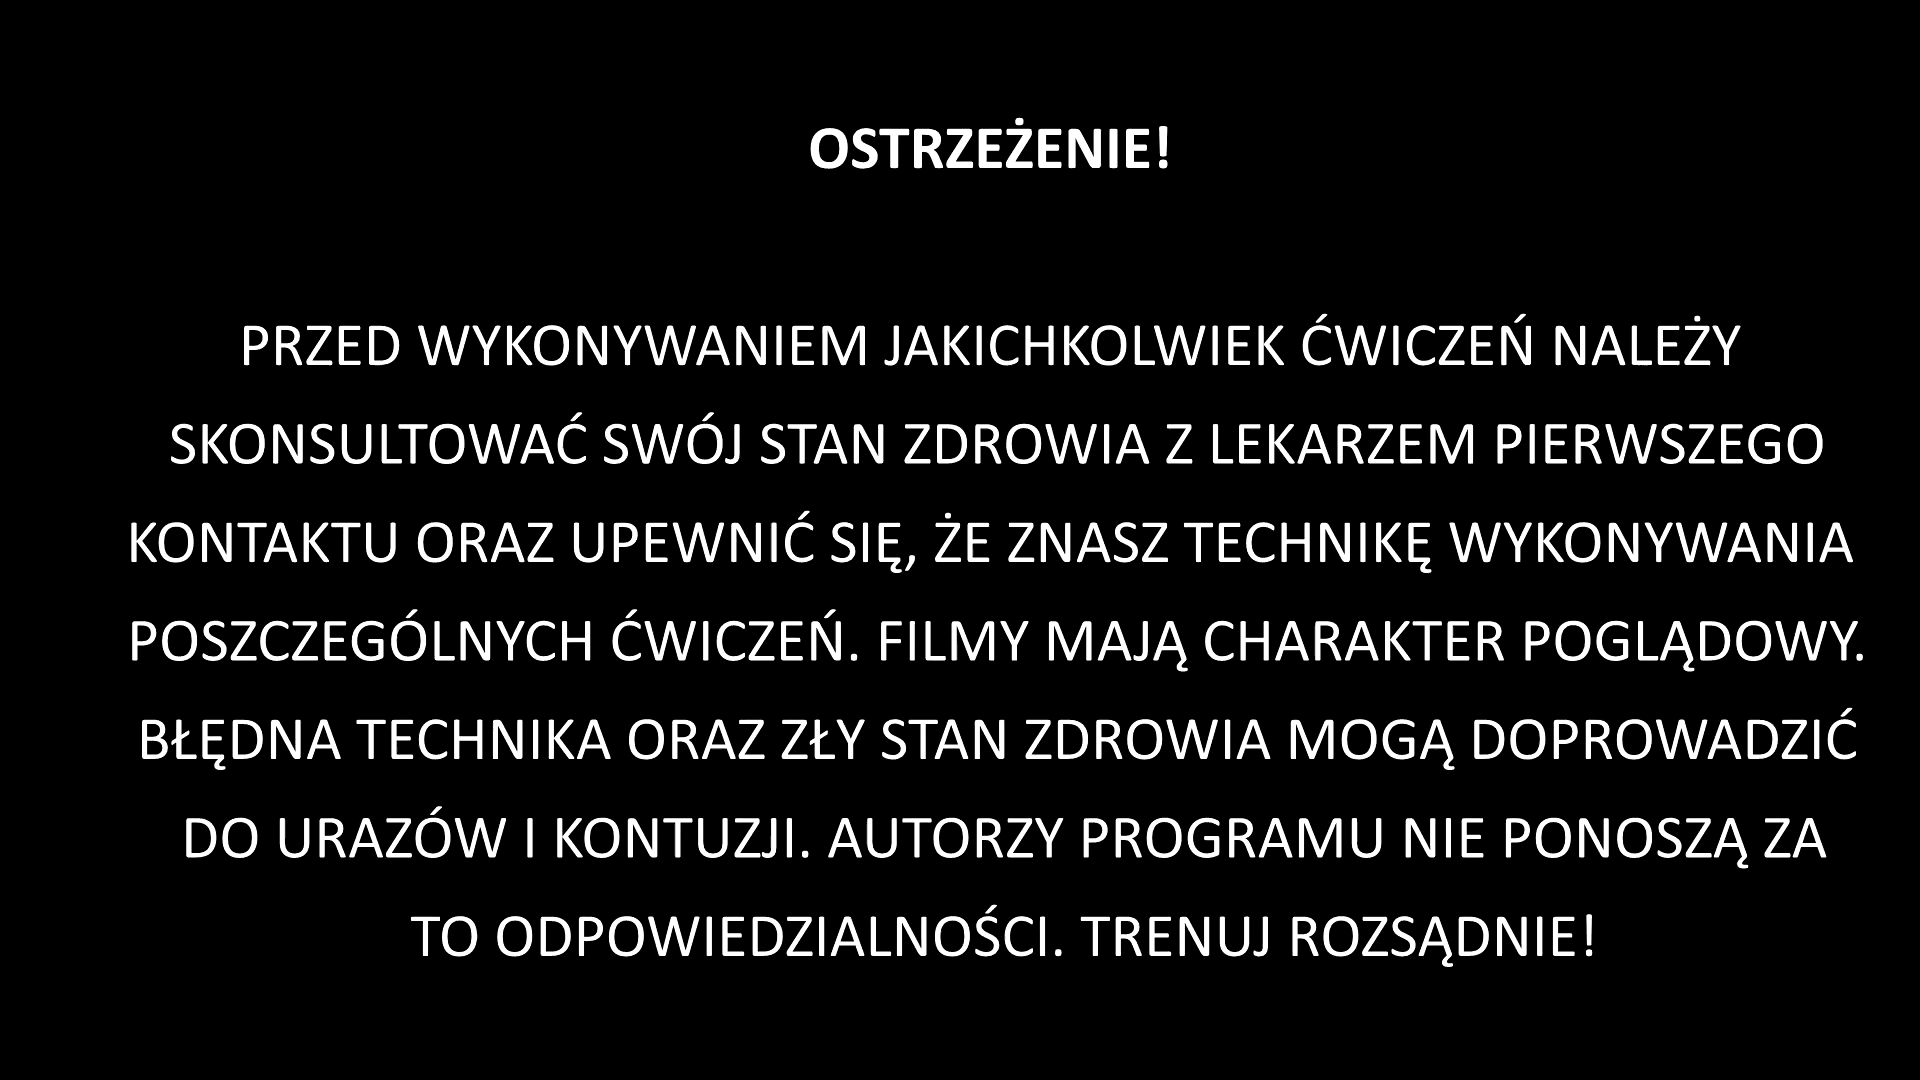 OSTRZEŻENIE!
PRZED WYKONYWANIEM JAKICHKOLWIEK ĆWICZEŃ NALEŻY
SKONSULTOWAĆ SWÓJ STAN ZDROWIA Z LEKARZEM PIERWSZEGO
KONTAKTU ORAZ UPEWNIĆ SIĘ, ŻE ZNASZ TECHNIKĘ WYKONYWANIA
POSZCZEGÓLNYCH ĆWICZEŃ. FILMY MAJĄ CHARAKTER POGLĄDOWY.
BŁĘDNA TECHNIKA ORAZ ZŁY STAN ZDROWIA MOGĄ DOPROWADZIĆ
DO URAZÓW I KONTUZJI. AUTORZY PROGRAMU NIE PONOSZĄ ZA
TO ODPOWIEDZIALNOŚCI. TRENUJ ROZSĄDNIE!